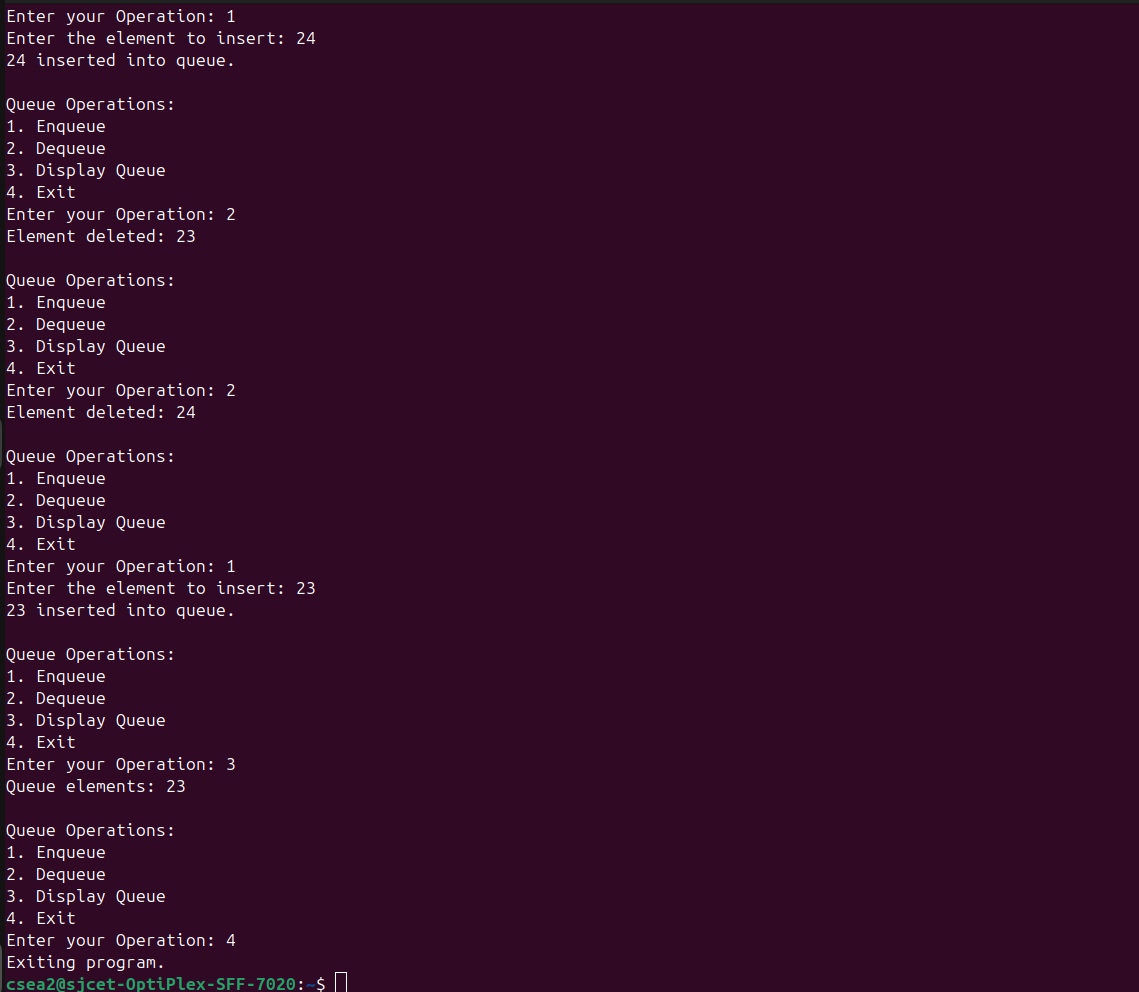 Enter your Operation: 1
Enter the element to insert: 24
24 inserted into queue.

Queue Operations:
1. Enqueue
2. Dequeue
3. Display Queue
4. Exit
Enter your Operation: 2
Element deleted: 23

Queue Operations:
1. Enqueue
2. Dequeue
3. Display Queue
4. Exit
Enter your Operation: 2
Element deleted: 24

Queue Operations:
1. Enqueue
2. Dequeue
3. Display Queue
4. Exit
Enter your Operation: 1
Enter the element to insert: 23
23 inserted into queue.

Queue Operations:
1. Enqueue
2. Dequeue
3. Display Queue
4. Exit
Enter your Operation: 3
Queue elements: 23

Queue Operations:
1. Enqueue
2. Dequeue
3. Display Queue
4. Exit
Enter your Operation: 4
Exiting program.
csea2@sjcet-OptiPlex-SFF-7020:~$